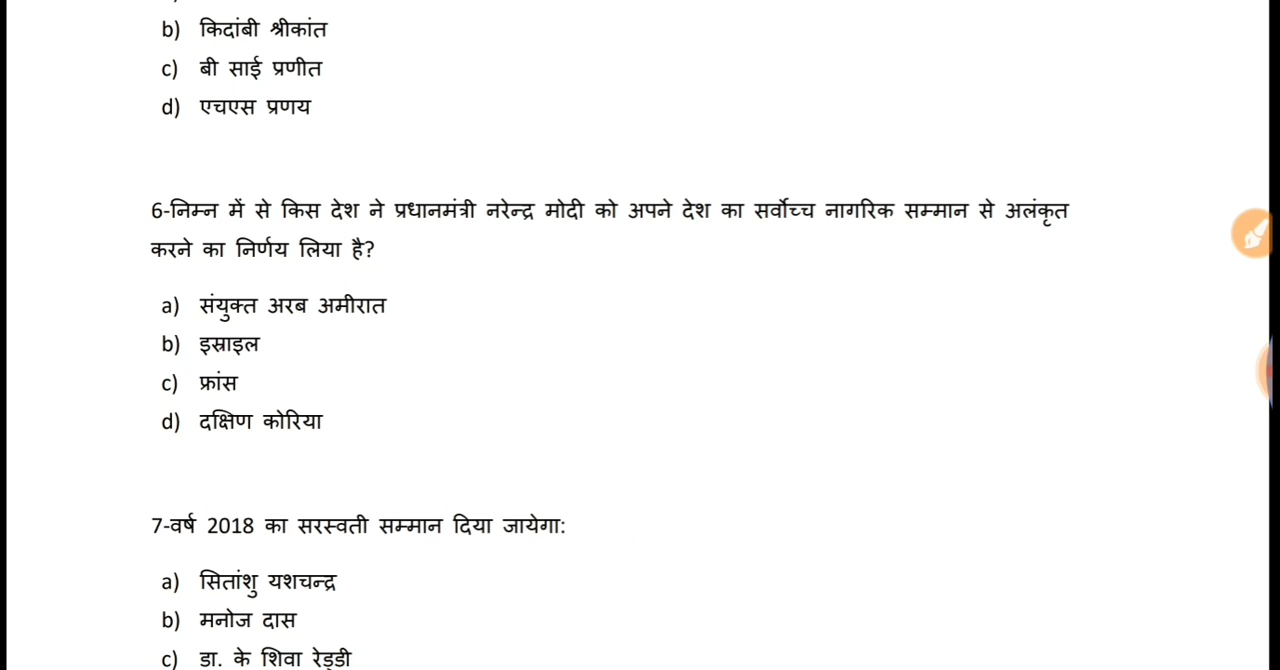 b) किदांबी श्रीकांत
c) बी साई प्रणीत
d) एचएस प्रणय
6-निम्न में से किस देश ने प्रधानमंत्री नरेन्द्र मोदी को अपने देश का सर्वोच्च नागरिक सम्मान से अलंकृत
करने का निर्णय लिया है?
a) संयुक्त अरब अमीरात
b) इस्राइल
c) फ्रांस
d) दक्षिण कोरिया
7-वर्ष 2018 का सरस्वती सम्मान दिया जायेगा:
a) सितांशु यशचन्द्र
b) मनोज दास
c) डा. के शिवा रेड्डी